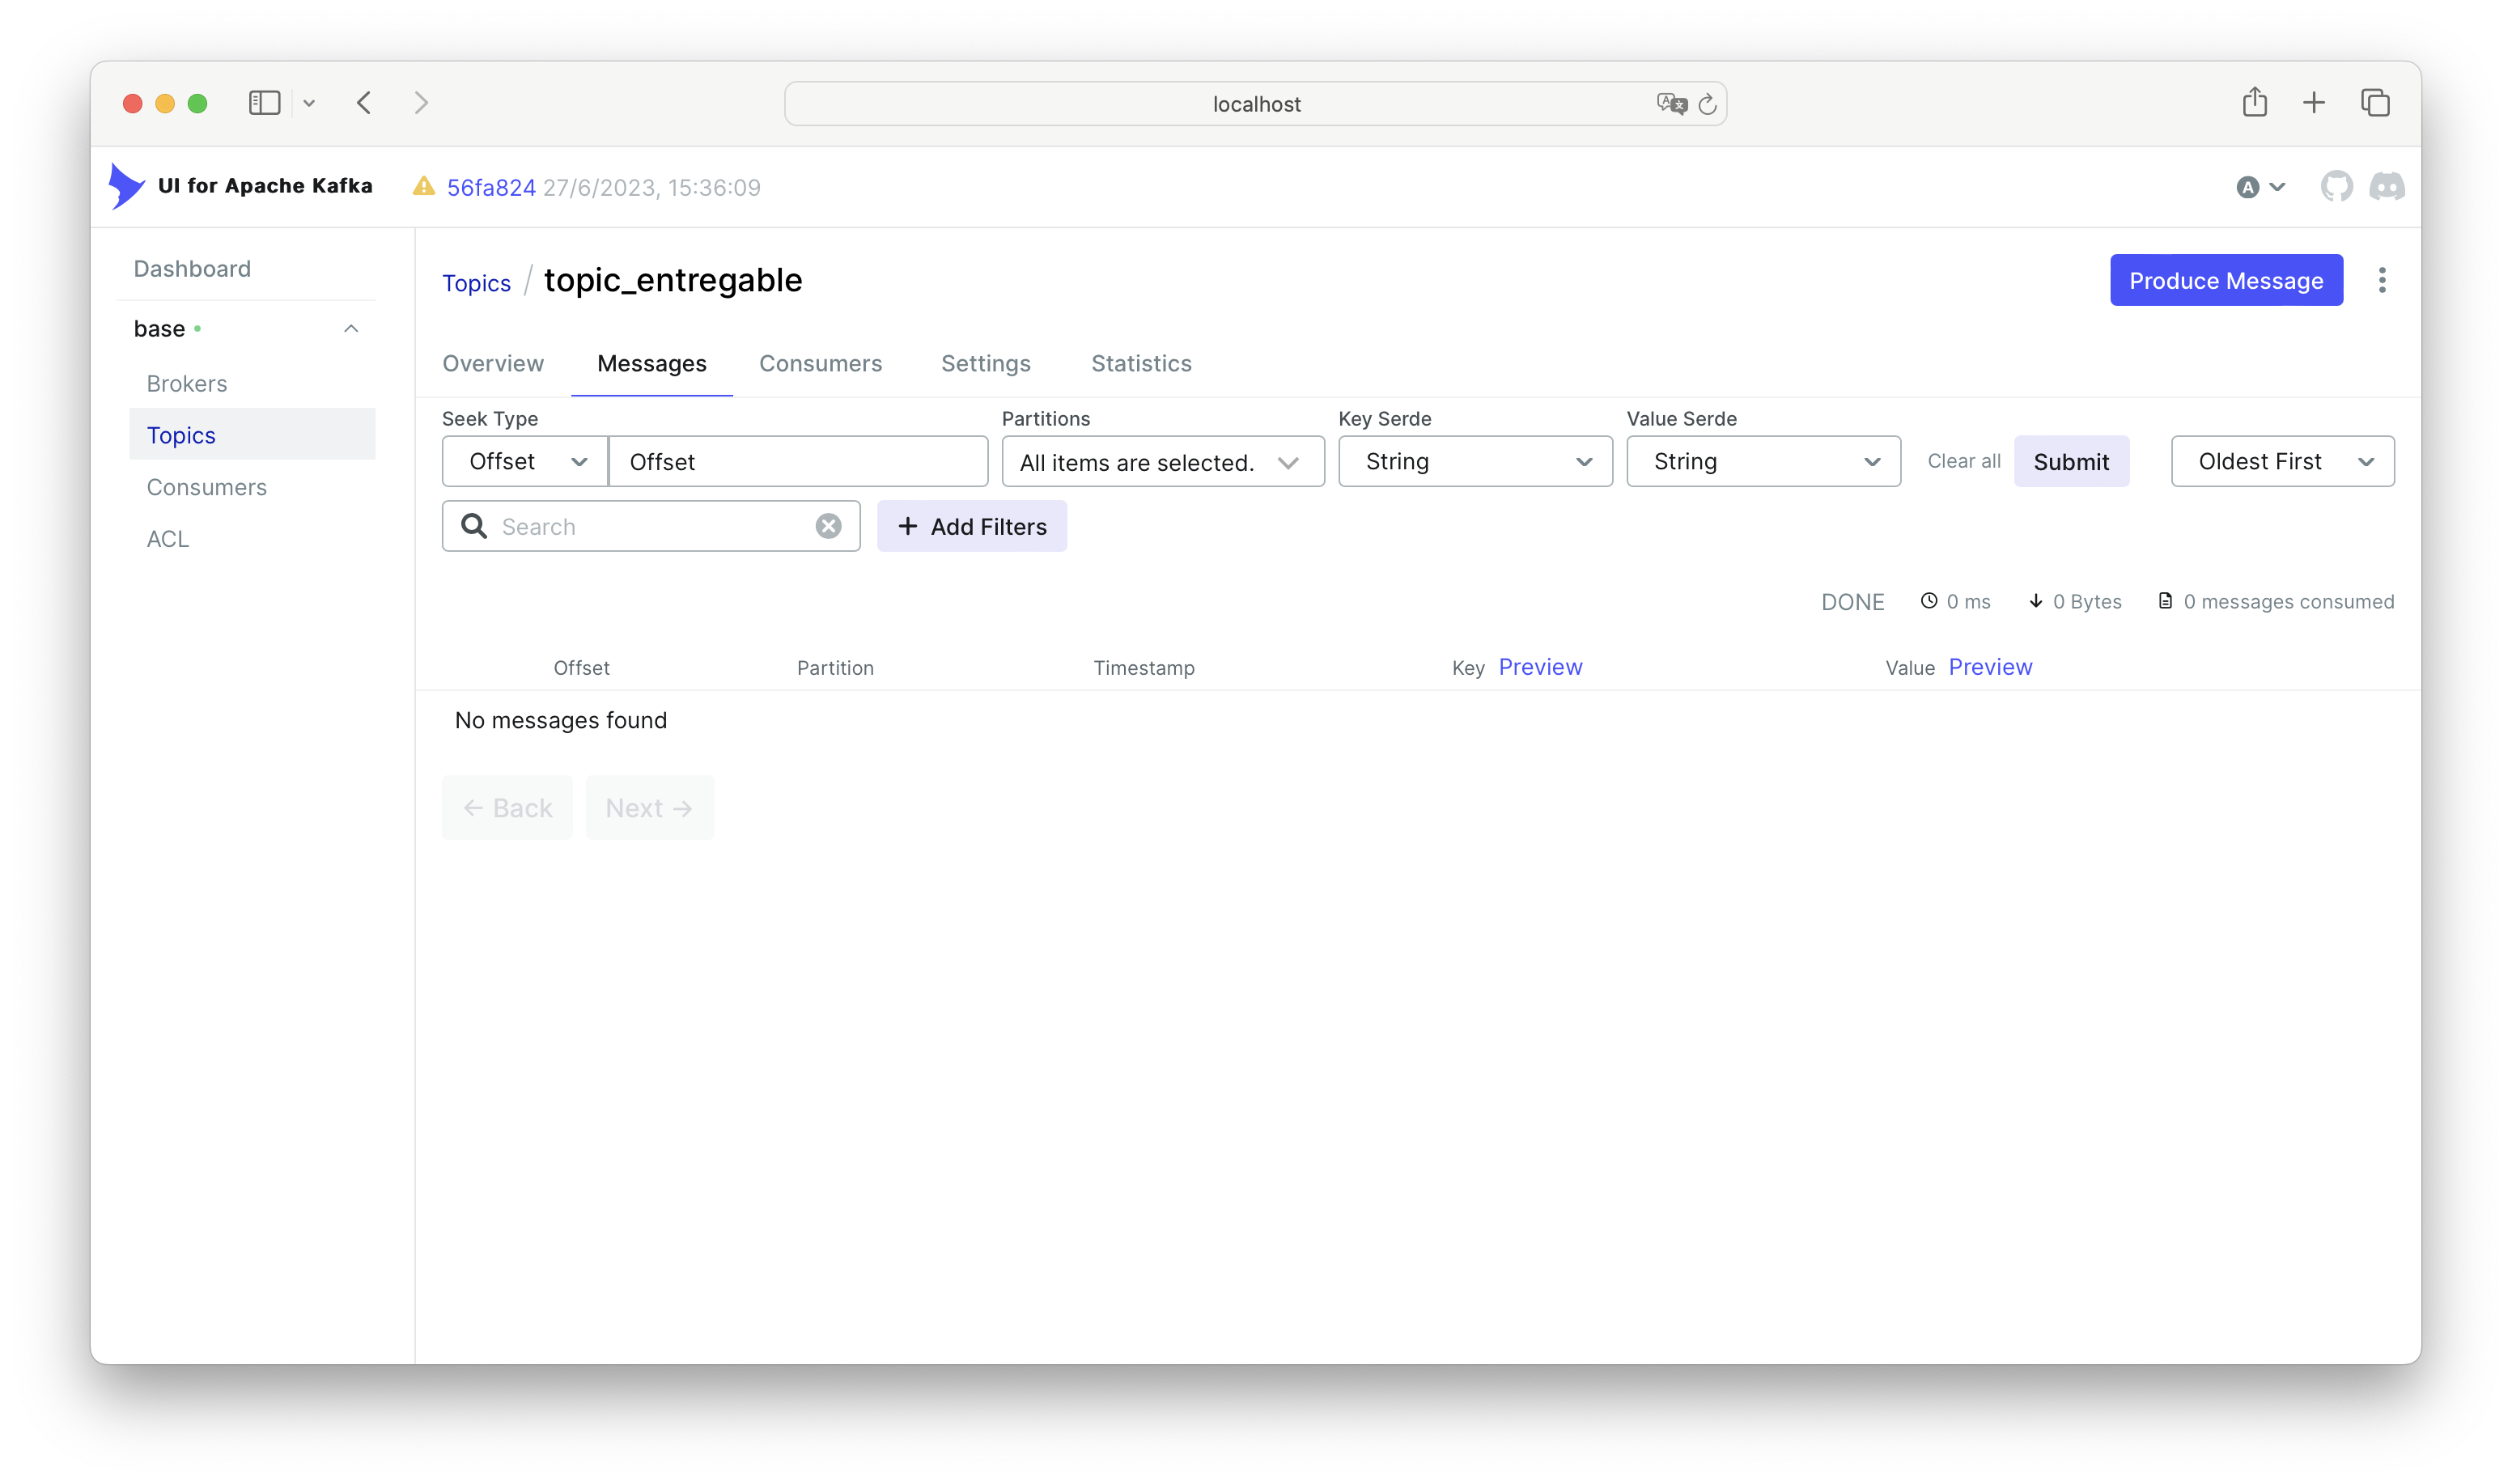 localhost
UI for Apache Kafka 56fa824 27/6/2023, 15:36:09 A
Dashboard
base
Brokers
Topics
Consumers
ACL
Topics / topic_entregable
Produce Message
Overview Messages Consumers Settings Statistics
Seek Type Partitions Key Serde Value Serde
Offset Offset All items are selected. String String Clear all Submit Oldest First
Search + Add Filters
DONE 0 ms 0 Bytes 0 messages consumed
Offset Partition Timestamp Key Preview Value Preview
No messages found
← Back Next →